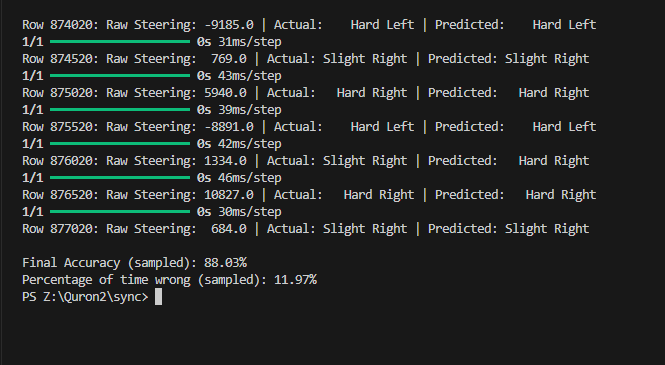 Row 874020: Raw Steering: -9185.0 | Actual:    Hard Left | Predicted:    Hard Left
1/1 ━━━━━━━━━━━━━━━━━━━━ 0s 31ms/step
Row 874520: Raw Steering:  769.0 | Actual: Slight Right | Predicted: Slight Right
1/1 ━━━━━━━━━━━━━━━━━━━━ 0s 43ms/step
Row 875020: Raw Steering: 5940.0 | Actual:   Hard Right | Predicted:   Hard Right
1/1 ━━━━━━━━━━━━━━━━━━━━ 0s 39ms/step
Row 875520: Raw Steering: -8891.0 | Actual:    Hard Left | Predicted:    Hard Left
1/1 ━━━━━━━━━━━━━━━━━━━━ 0s 42ms/step
Row 876020: Raw Steering: 1334.0 | Actual: Slight Right | Predicted:   Hard Right
1/1 ━━━━━━━━━━━━━━━━━━━━ 0s 46ms/step
Row 876520: Raw Steering: 10827.0 | Actual:   Hard Right | Predicted:   Hard Right
1/1 ━━━━━━━━━━━━━━━━━━━━ 0s 30ms/step
Row 877020: Raw Steering:  684.0 | Actual: Slight Right | Predicted: Slight Right
Final Accuracy (sampled): 88.03%
Percentage of time wrong (sampled): 11.97%
PS Z:\Quron2\sync>